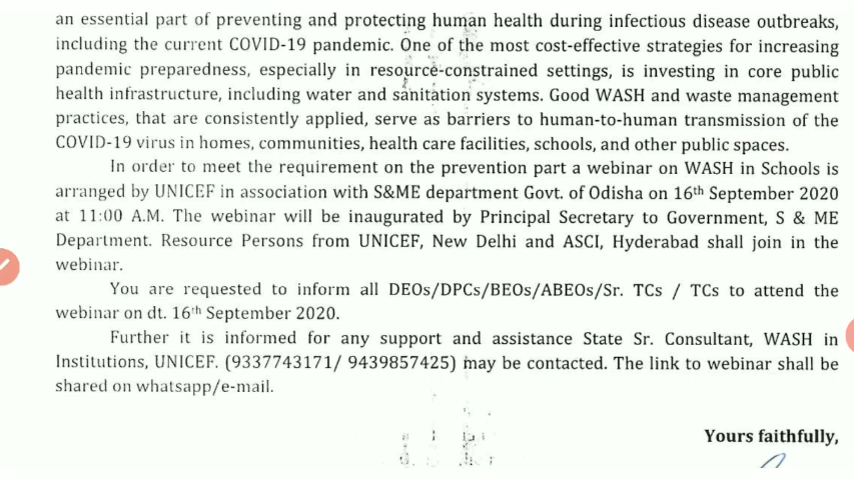 an essential part of preventing and protecting human health during infectious disease outbreaks,
including the current COVID-19 pandemic. One of the most cost-effective strategies for increasing
pandemic preparedness, especially in resource-constrained settings, is investing in core public
health infrastructure, including water and sanitation systems. Good WASH and waste management
practices, that are consistently applied, serve as barriers to human-to-human transmission of the
COVID-19 virus in homes, communities, health care facilities, schools, and other public spaces.
In order to meet the requirement on the prevention part a webinar on WASH in Schools is
arranged by UNICEF in association with S&ME department Govt. of Odisha on 16th September 2020
at 11:00 A.M. The webinar will be inaugurated by Principal Secretary to Government, S & ME
Department. Resource Persons from UNICEF, New Delhi and ASCI, Hyderabad shall join in the
webinar.
You are requested to inform all DEOs/DPCs/BEOs/ABEOs/Sr. TCs / TCs to attend the
webinar on dt. 16th September 2020.
Further it is informed for any support and assistance State Sr. Consultant, WASH in
Institutions, UNICEF. (9337743171/ 9439857425) may be contacted. The link to webinar shall be
shared on whatsapp/e-mail.
Yours faithfully,